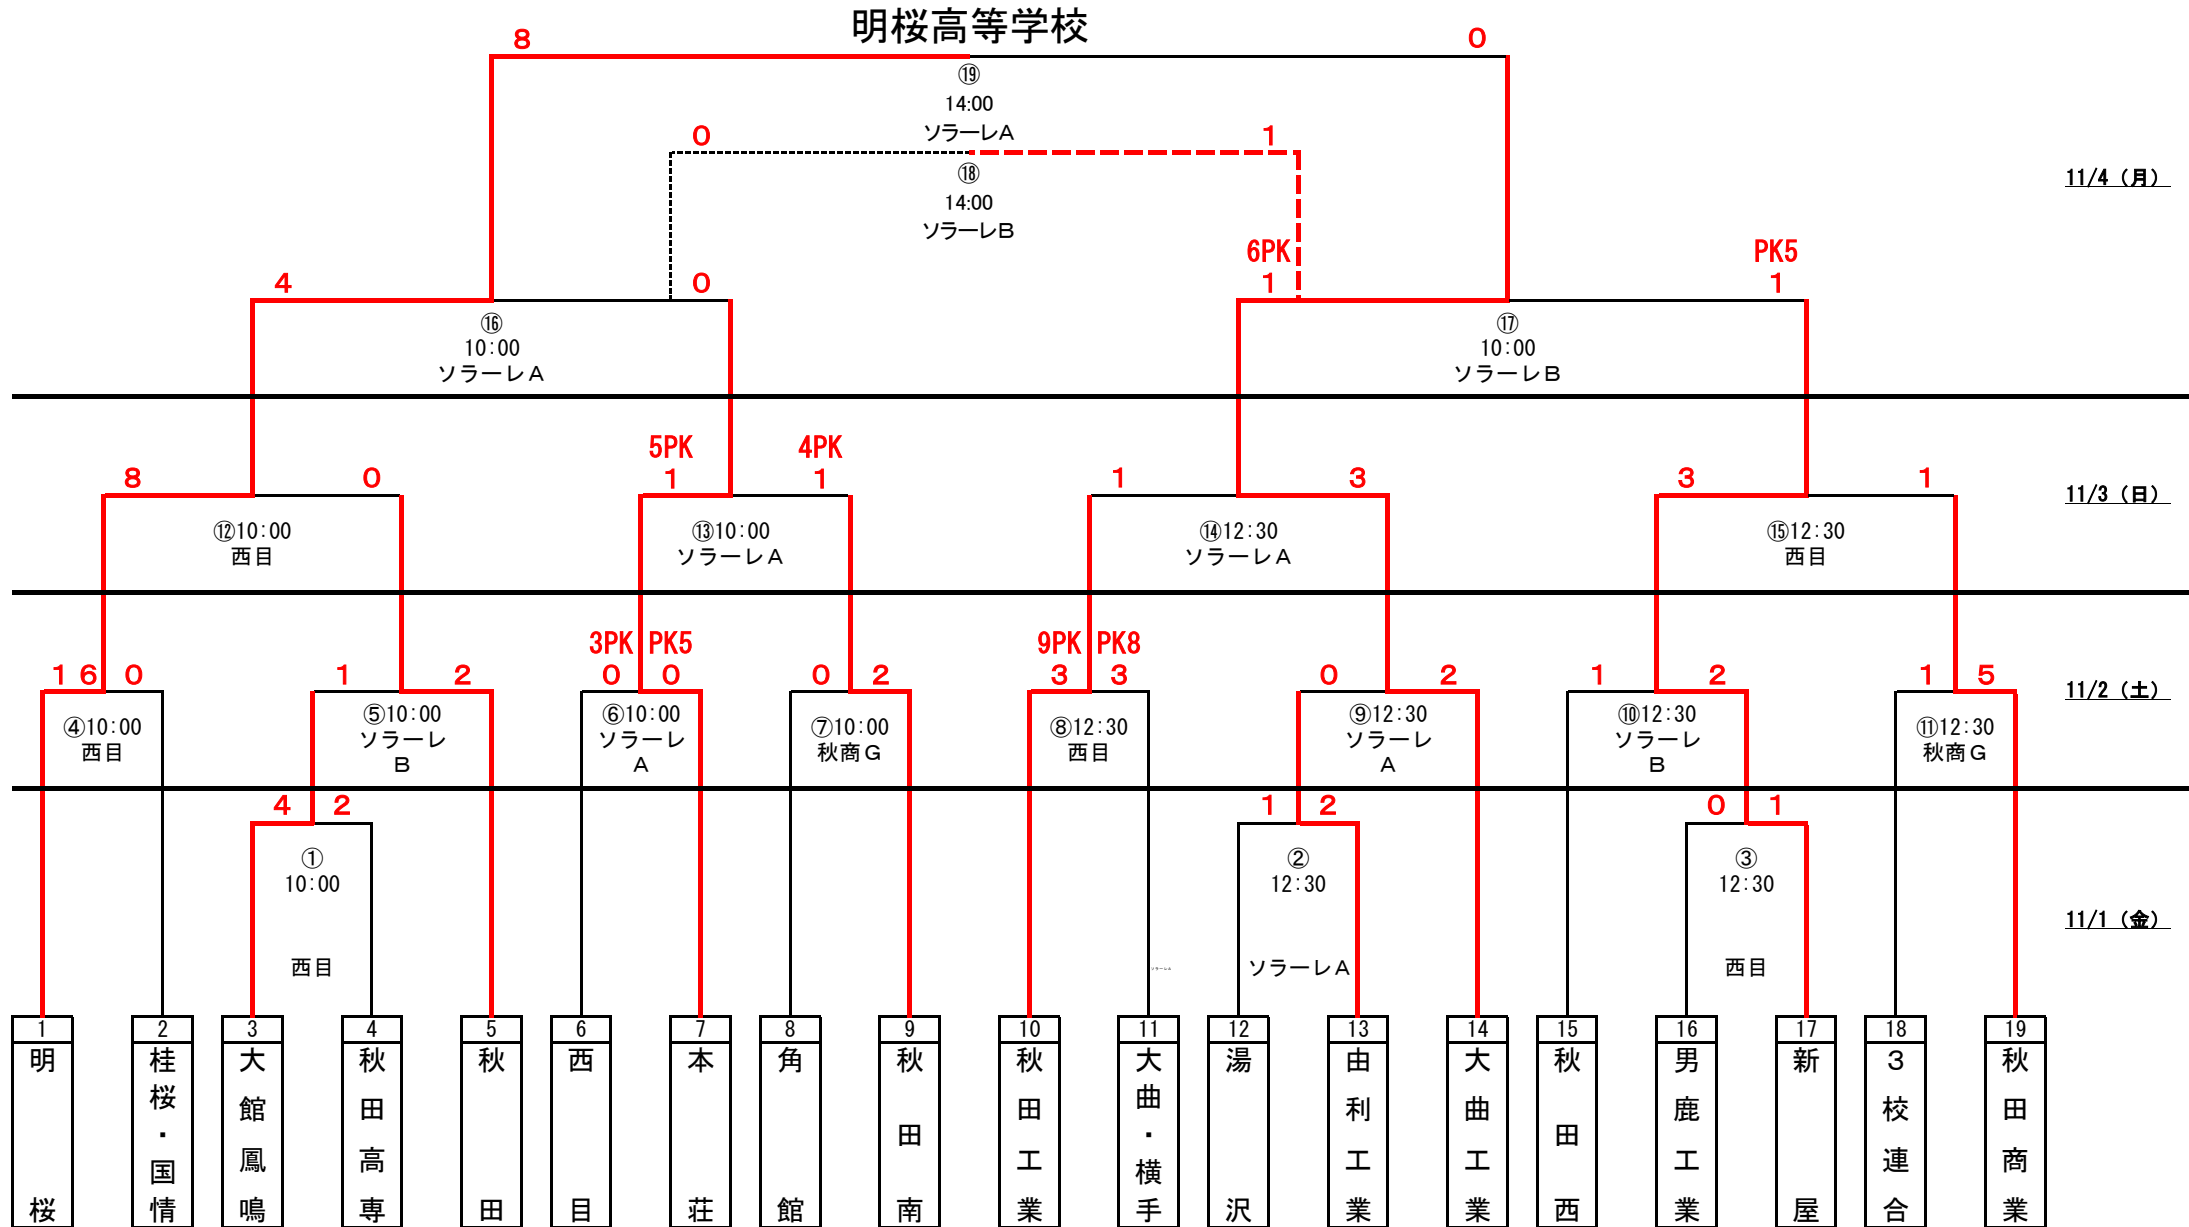 明桜高等学校
8 0
⑲
14:00
ソラーレA
0 1
⑱
14:00
ソラーレB
11/4（月）
6PK PK5
4 0 1 1
⑯ ⑰
10:00 10:00
ソラーレA ソラーレB
5PK 4PK
8 0 1 1 1 3 3 1
11/3（日）
⑫10:00 ⑬10:00 ⑭12:30 ⑮12:30
西目 ソラーレA ソラーレA 西目
3PK PK5 9PK PK8
16 0 1 2 0 0 0 2 3 3 0 2 1 2 1 5
11/2（土）
④10:00 ⑤10:00 ⑥10:00 ⑦10:00 ⑧12:30 ⑨12:30 ⑩12:30 ⑪12:30
西目 ソラーレB ソラーレA 秋商G 西目 ソラーレA ソラーレB 秋商G
4 2 1 2 0 1
① ② ③
10:00 12:30 12:30
11/1（金）
西目 ソラーレA 西目
1 2 3 4 5 6 7 8 9 10 11 12 13 14 15 16 17 18 19
明桜
桂桜・国情
大館鳳鳴
秋田高専
秋田
西目
本荘
角館
秋田南
秋田工業
大曲・横手
湯沢
由利工業
大曲工業
秋田西
男鹿工業
新屋
3校連合
秋田商業